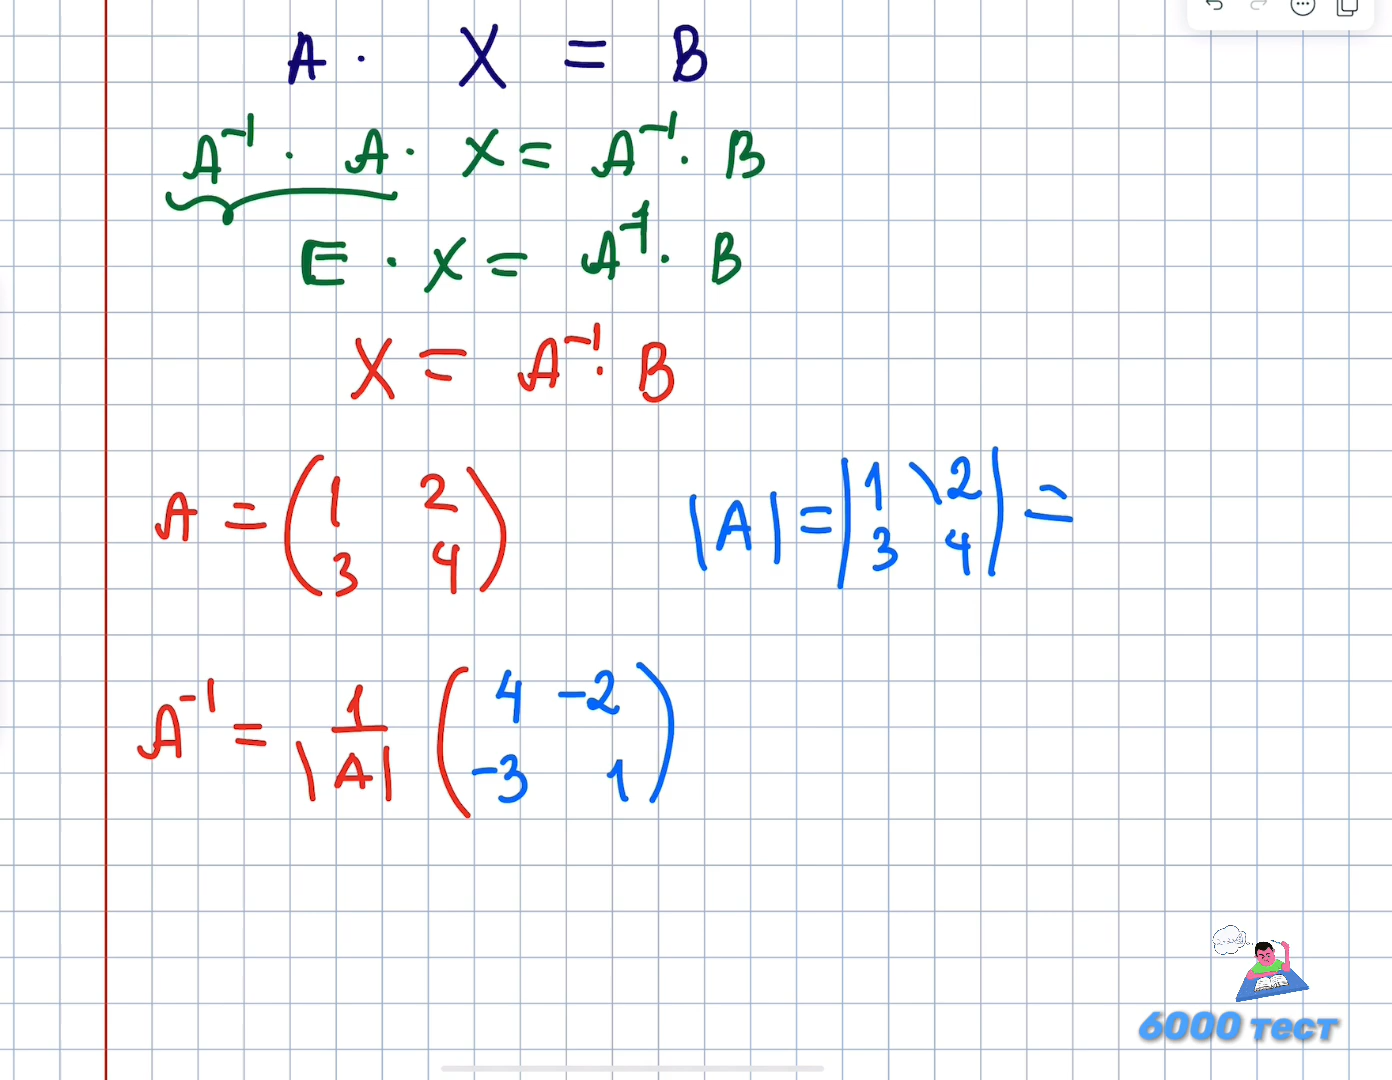 A · X = B
A⁻¹ · A · X = A⁻¹ · B
E · X = A⁻¹ · B
X = A⁻¹ · B
A = (1 2
3 4) |A| = |1 2
3 4| =
A⁻¹ = 1/|A| (4 -2
-3 1)
6000 тест